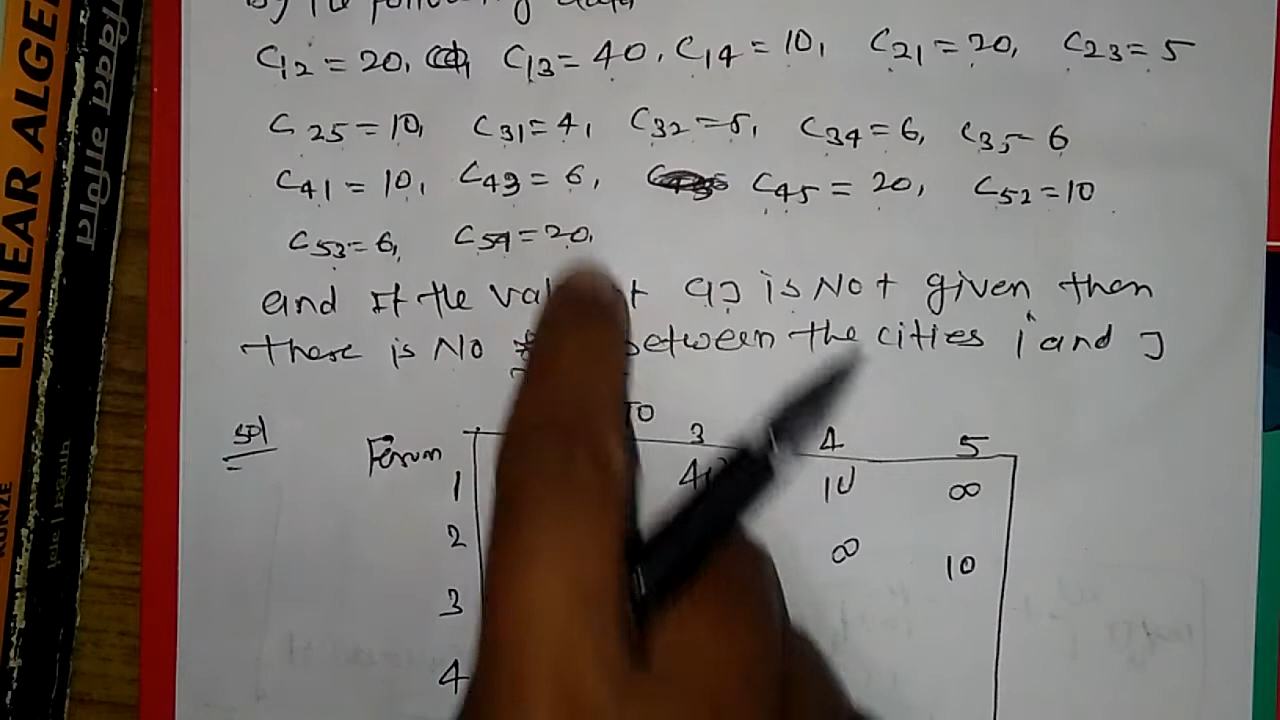 LINEAR ALGE
KUNZE
C12 = 20, C13 = 40, C14 = 10, C21 = 20, C23 = 5
C25 = 10, C31 = 4, C32 = 5, C34 = 6, C35 = 6
C41 = 10, C43 = 6, C45 = 20, C52 = 10
C53 = 6, C54 = 20,
and If the val is Not given then
there is No between the cities i and J
sol
TO
From 3 4 5
1 40 10 ∞
2 ∞ 10
3
4